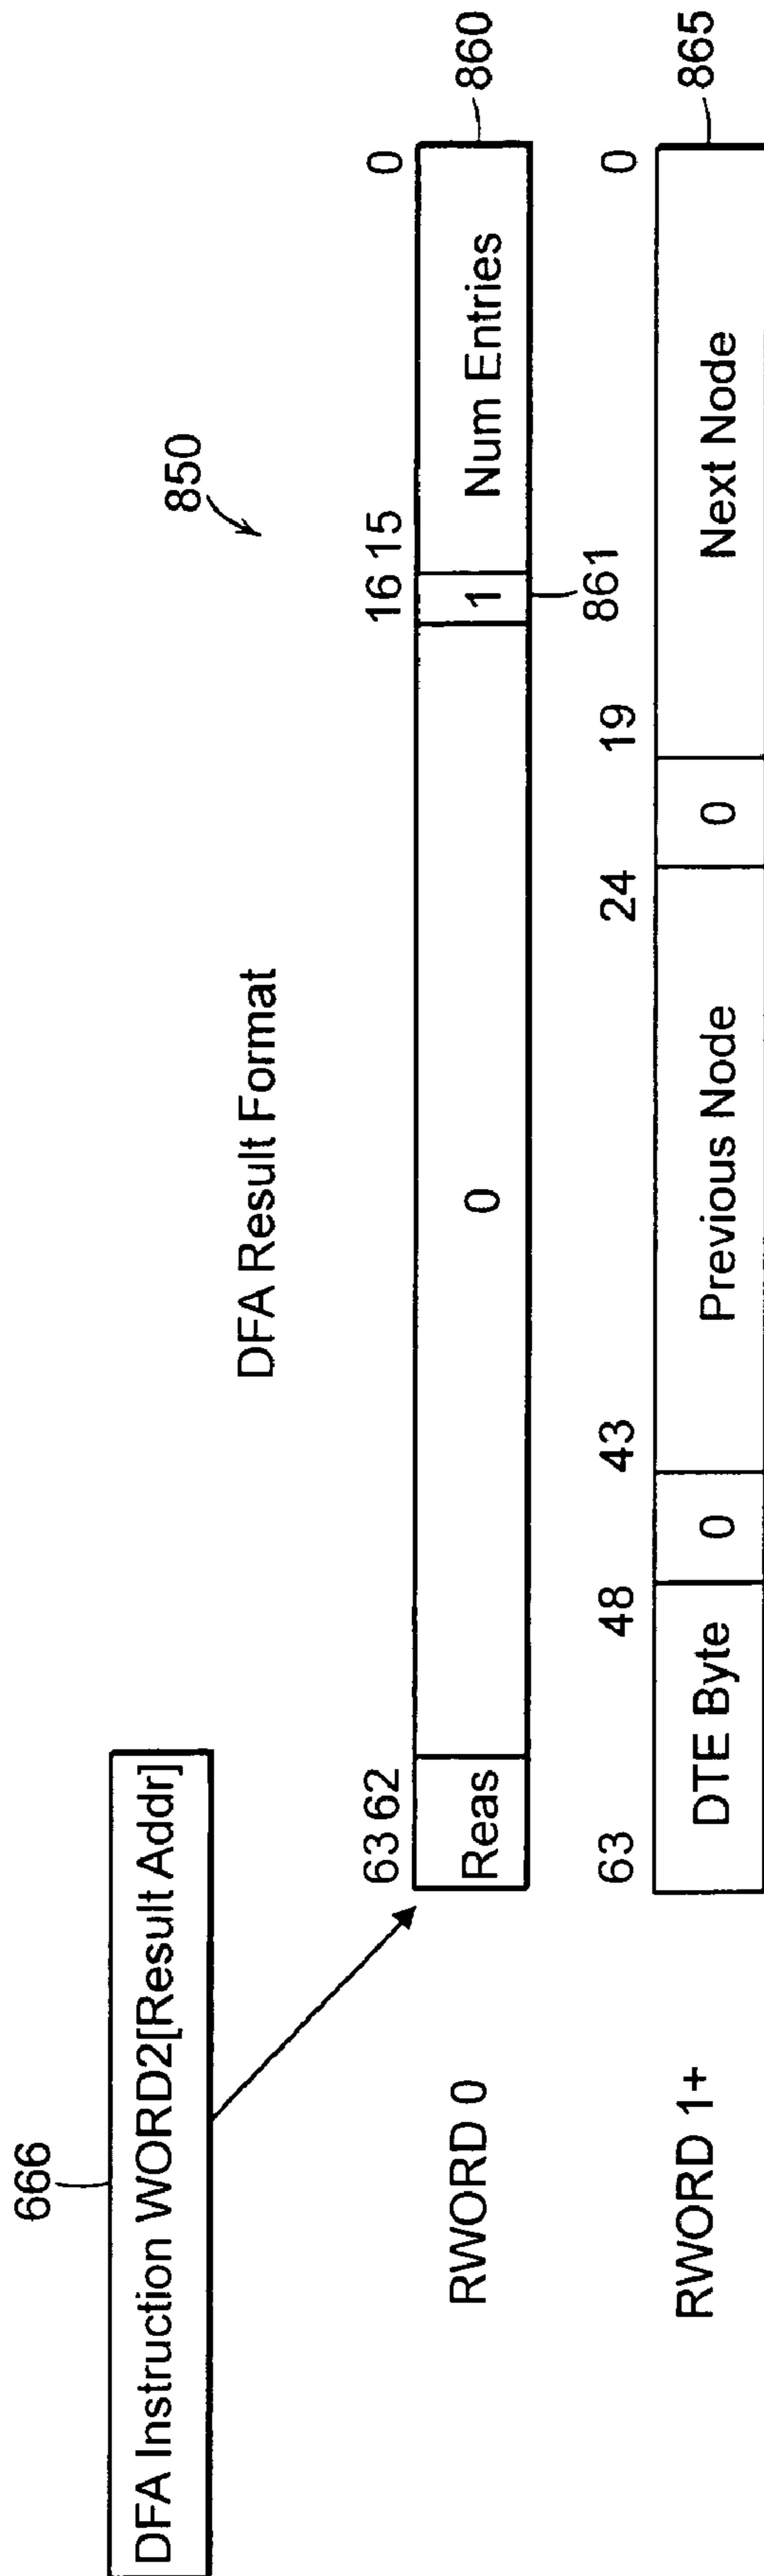 666
DFA Instruction WORD2[Result Addr]
850
DFA Result Format
63 62 16 15 0
RWORD 0 Reas 0 1 Num Entries 860
861
63 48 43 24 19 0
RWORD 1+ DTE Byte 0 Previous Node 0 Next Node 865